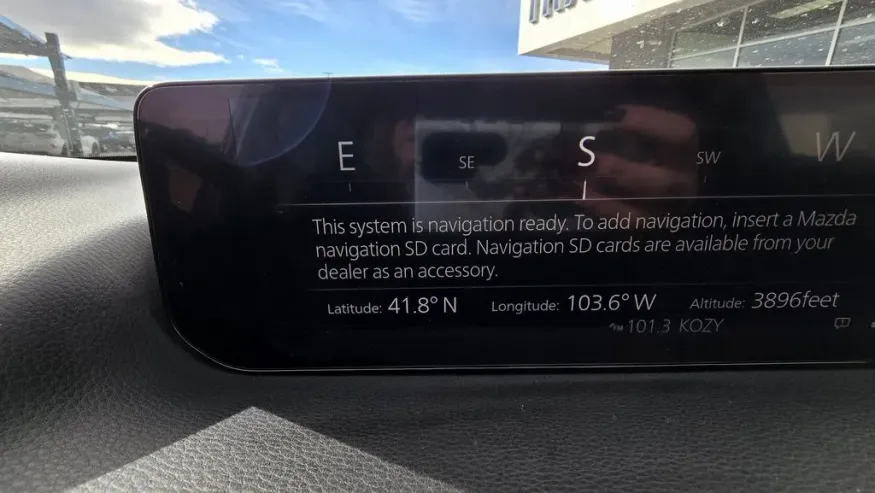 E SE S SW W
This system is navigation ready. To add navigation, insert a Mazda
navigation SD card. Navigation SD cards are available from your
dealer as an accessory.
Latitude: 41.8° N Longitude: 103.6° W Altitude: 3896feet
FM 101.3 KOZY